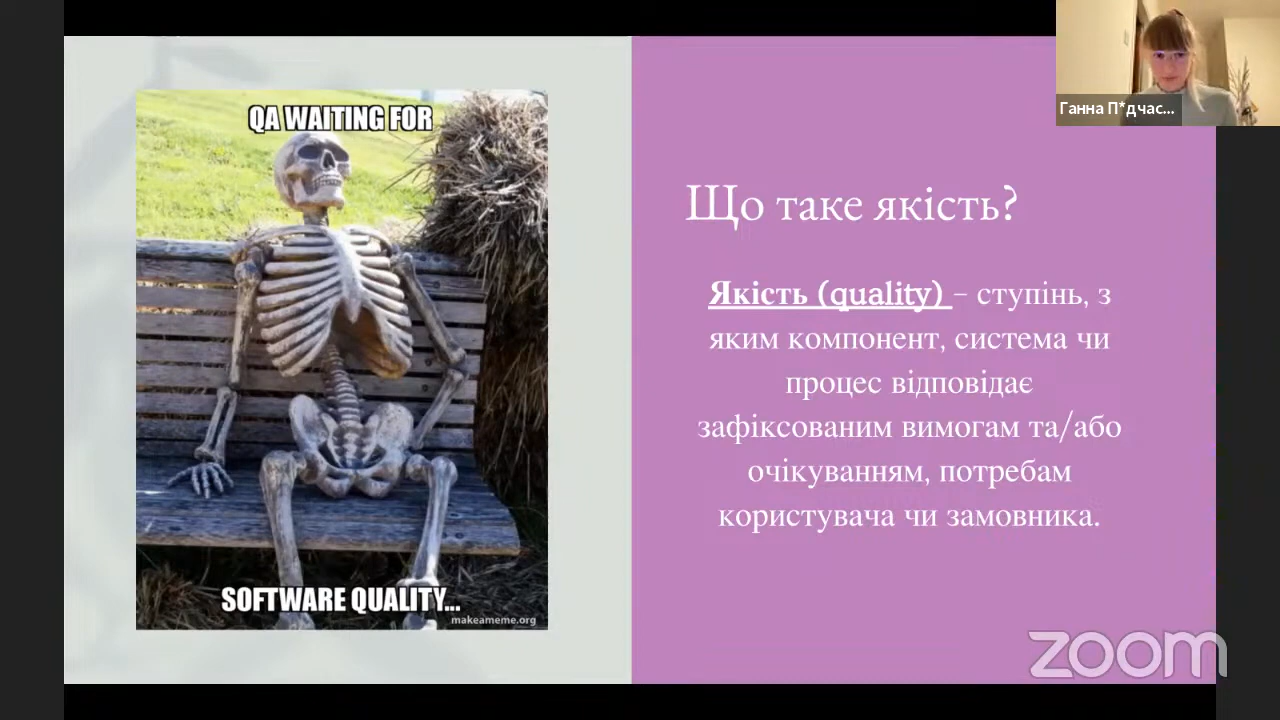 QA WAITING FOR
SOFTWARE QUALITY...
makeameme.org
Ганна П*дчас...
Що таке якість?
Якість (quality) – ступінь, з
яким компонент, система чи
процес відповідає
зафіксованим вимогам та/або
очікуванням, потребам
користувача чи замовника.
zoom